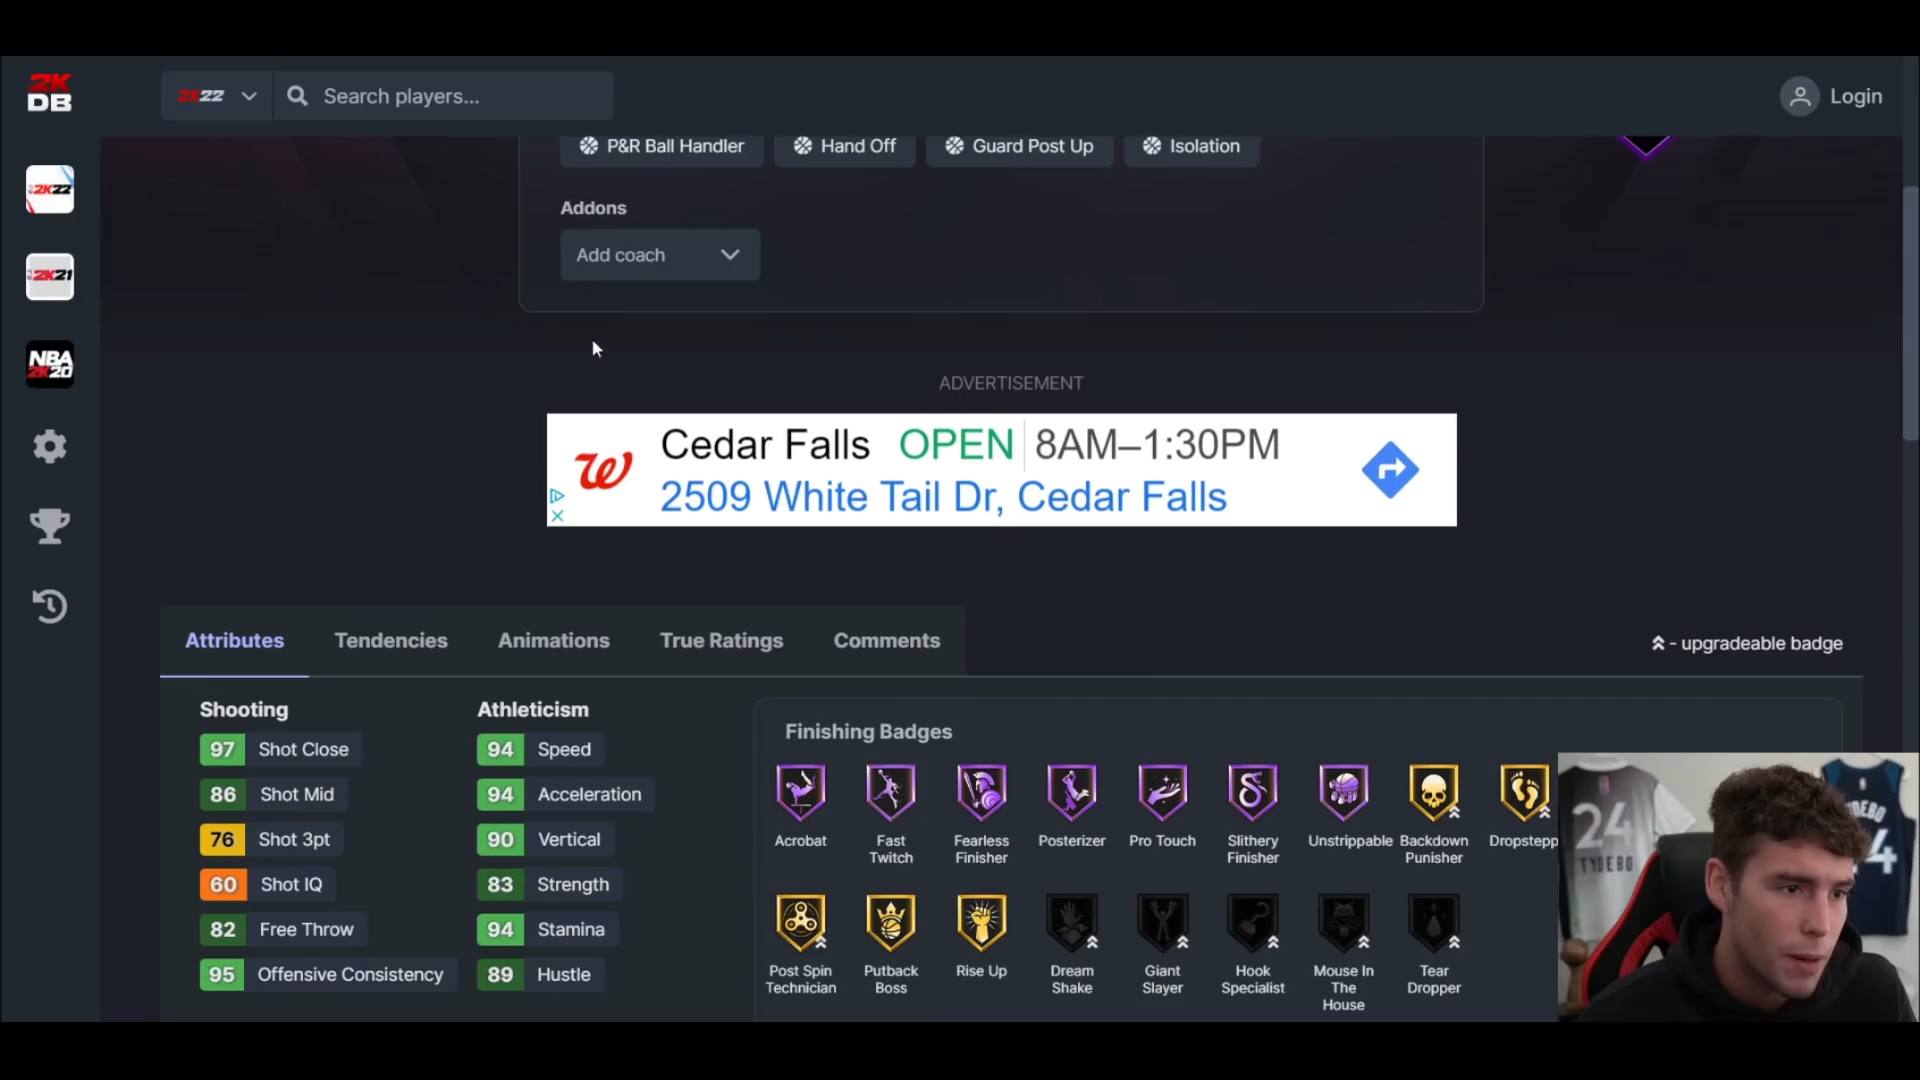 2K
DB
2K22
Search players...
Login
2K22
2K21
NBA
2K20
P&R Ball Handler
Hand Off
Guard Post Up
Isolation
Addons
Add coach
ADVERTISEMENT
W
Cedar Falls OPEN 8AM–1:30PM
2509 White Tail Dr, Cedar Falls
Attributes
Tendencies
Animations
True Ratings
Comments
- upgradeable badge
Shooting
97 Shot Close
86 Shot Mid
76 Shot 3pt
60 Shot IQ
82 Free Throw
95 Offensive Consistency
Athleticism
94 Speed
94 Acceleration
90 Vertical
83 Strength
94 Stamina
89 Hustle
Finishing Badges
Acrobat
Fast
Twitch
Fearless
Finisher
Posterizer
Pro Touch
Slithery
Finisher
Unstrippable
Backdown
Punisher
Dropstepp
Post Spin
Technician
Putback
Boss
Rise Up
Dream
Shake
Giant
Slayer
Hook
Specialist
Mouse In
The
House
Tear
Dropper
24
TYDEBO